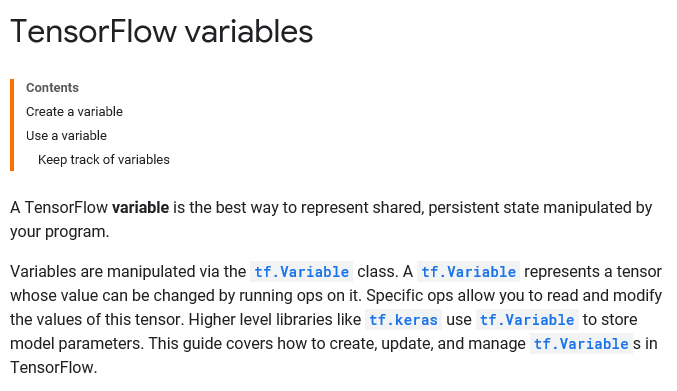 TensorFlow variables
Contents
Create a variable
Use a variable
Keep track of variables
A TensorFlow variable is the best way to represent shared, persistent state manipulated by
your program.
Variables are manipulated via the tf.Variable class. A tf.Variable represents a tensor
whose value can be changed by running ops on it. Specific ops allow you to read and modify
the values of this tensor. Higher level libraries like tf.keras use tf.Variable to store
model parameters. This guide covers how to create, update, and manage tf.Variables in
TensorFlow.